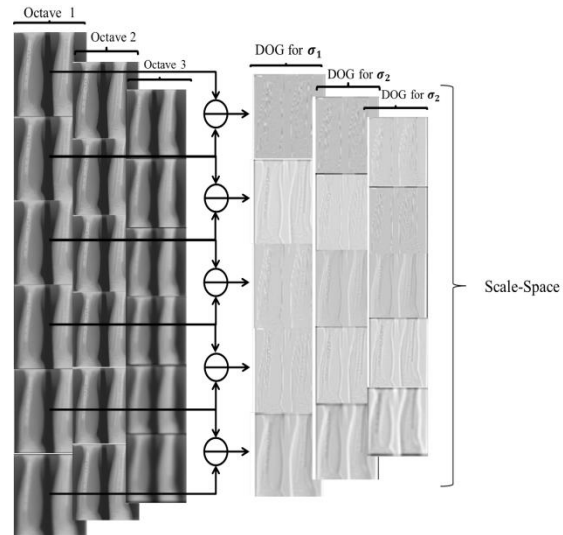 Octave 1
Octave 2
Octave 3
DOG for σ₁
DOG for σ₂
DOG for σ₂
Scale-Space